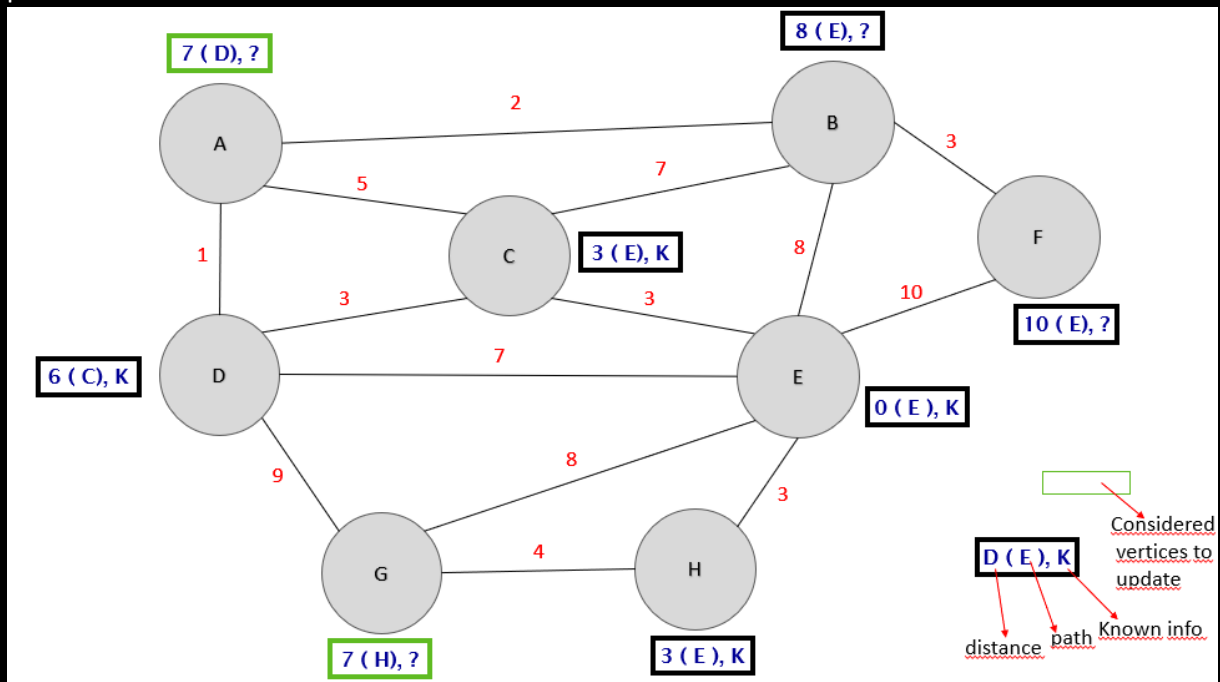 8 ( E), ?
7 ( D), ?
2
B
A
3
7
5
F
C
3 ( E), K
8
1
10
3
3
10 ( E), ?
7
6 ( C), K
D
E
0 ( E ), K
8
9
3
Considered
vertices to
update
D ( E ), K
4
G
H
Known info
path
distance
7 ( H), ?
3 ( E ), K